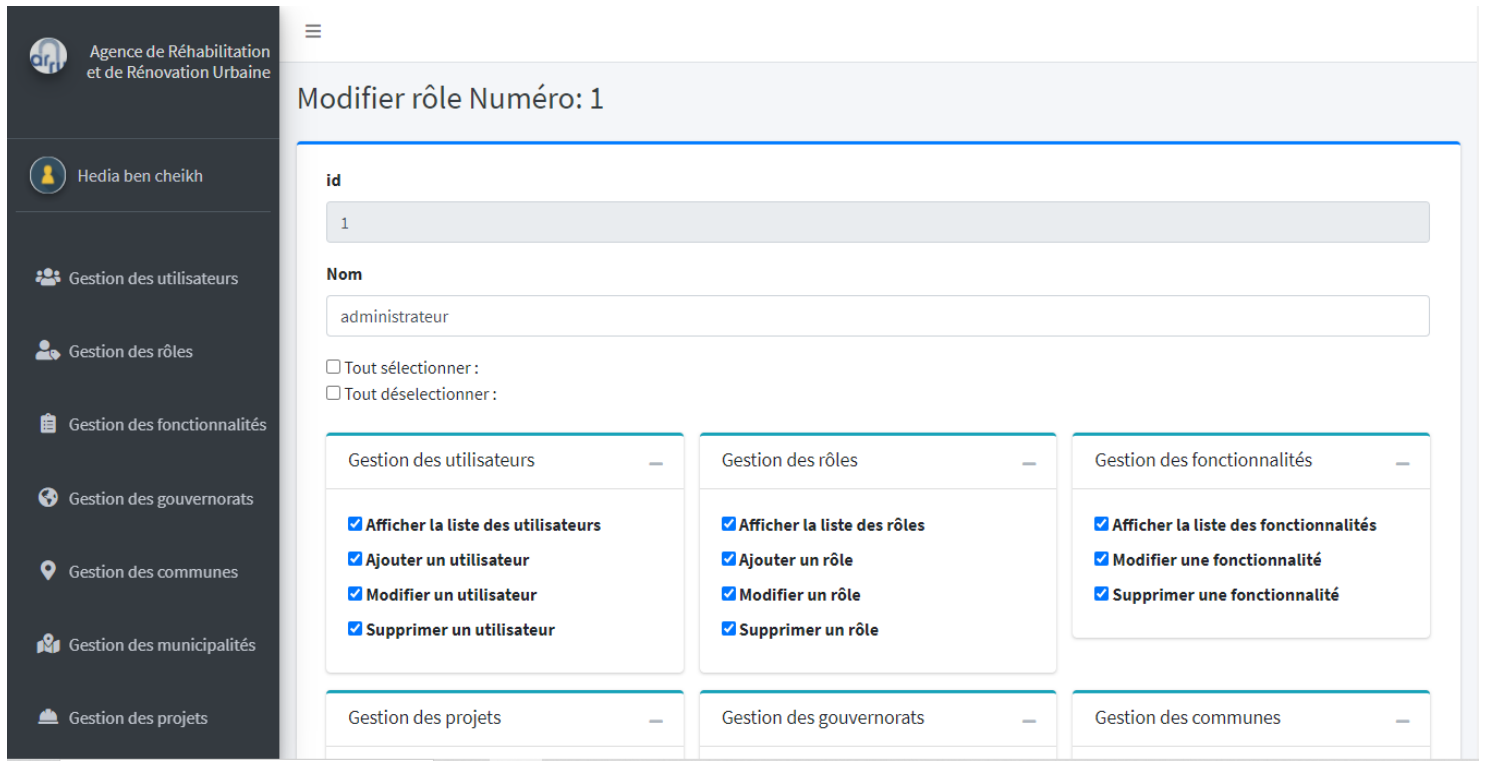 arru
Agence de Réhabilitation
et de Rénovation Urbaine
Hedia ben cheikh
Gestion des utilisateurs
Gestion des rôles
Gestion des fonctionnalités
Gestion des gouvernorats
Gestion des communes
Gestion des municipalités
Gestion des projets
Modifier rôle Numéro: 1
id
1
Nom
administrateur
Tout sélectionner :
Tout déselectionner :
Gestion des utilisateurs
Afficher la liste des utilisateurs
Ajouter un utilisateur
Modifier un utilisateur
Supprimer un utilisateur
Gestion des rôles
Afficher la liste des rôles
Ajouter un rôle
Modifier un rôle
Supprimer un rôle
Gestion des fonctionnalités
Afficher la liste des fonctionnalités
Modifier une fonctionnalité
Supprimer une fonctionnalité
Gestion des projets
Gestion des gouvernorats
Gestion des communes